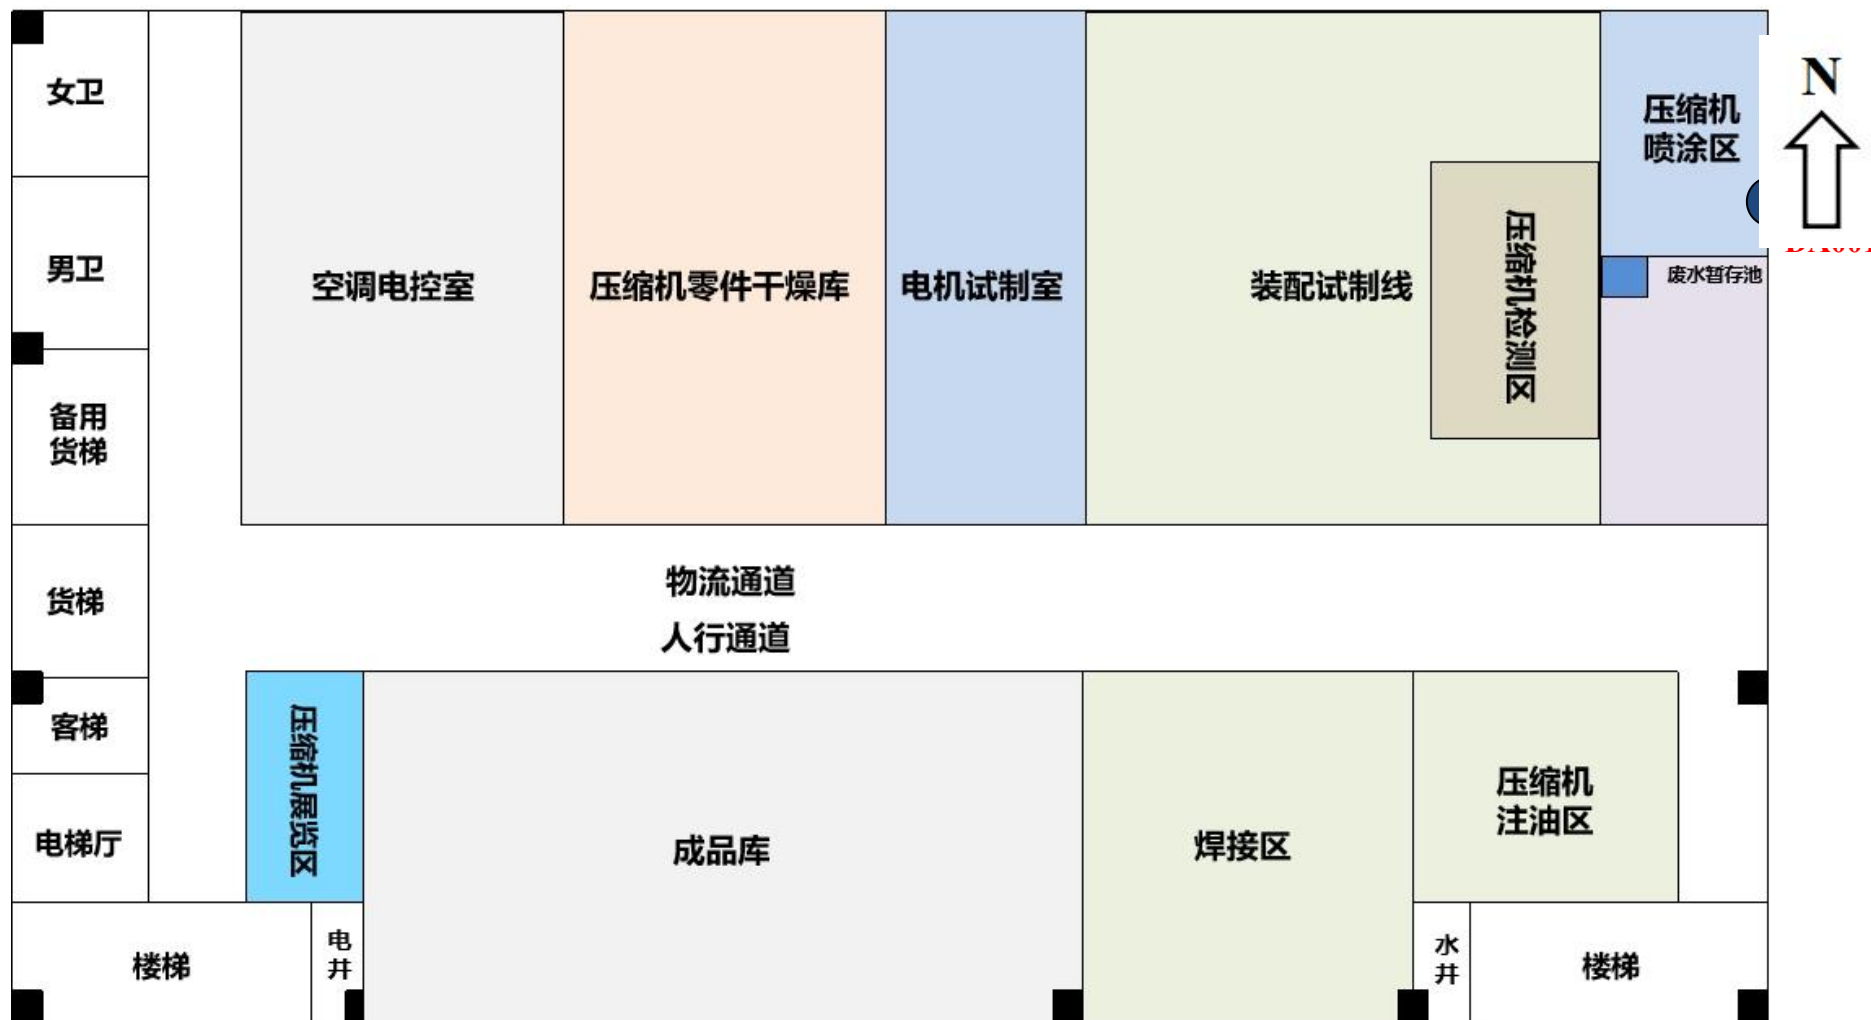 女卫
男卫
备用
货梯
货梯
客梯
电梯厅
楼梯
电
井
空调电控室
压缩机零件干燥库
电机试制室
装配试制线
压缩机检测区
压缩机
喷涂区
N
废水暂存池
物流通道
人行通道
压缩机展览区
成品库
焊接区
压缩机
注油区
水
井
楼梯